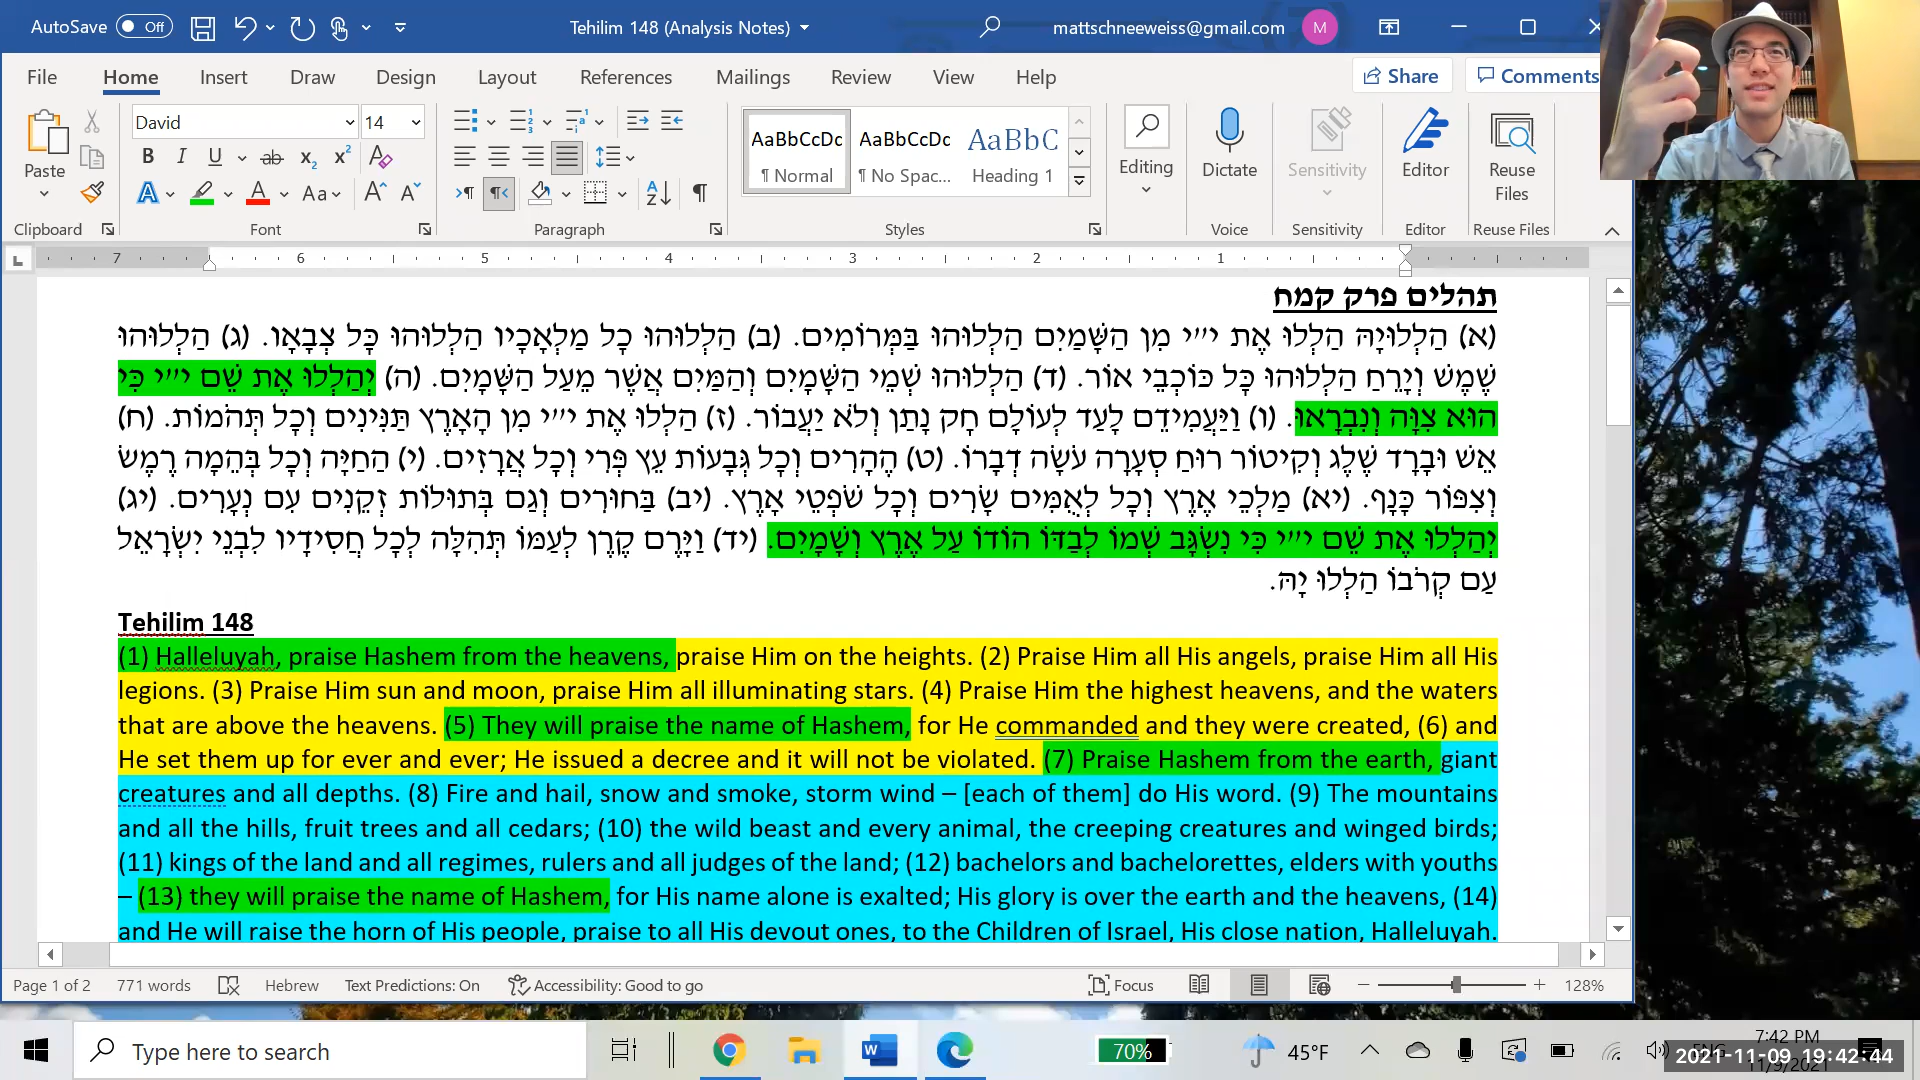 AutoSave Off Tehilim 148 (Analysis Notes) mattschneeweiss@gmail.com M
File Home Insert Draw Design Layout References Mailings Review View Help Share Comments
David 14 AaBbCcDc AaBbCcDc AaBbC
Paste ¶ Normal ¶ No Spac... Heading 1 Editing Dictate Sensitivity Editor Reuse Files
Clipboard Font Paragraph Styles Voice Sensitivity Editor Reuse Files
7 6 5 4 3 2 1
תהלים פרק קמח
(א) הַלְלוּיָהּ הַלְלוּ אֶת י״י מִן הַשָּׁמַיִם הַלְלוּהוּ בַּמְּרוֹמִים. (ב) הַלְלוּהוּ כָל מַלְאָכָיו הַלְלוּהוּ כָּל צְבָאָו. (ג) הַלְלוּהוּ
שֶׁמֶשׁ וְיָרֵחַ הַלְלוּהוּ כָּל כּוֹכְבֵי אוֹר. (ד) הַלְלוּהוּ שְׁמֵי הַשָּׁמָיִם וְהַמַּיִם אֲשֶׁר מֵעַל הַשָּׁמָיִם. (ה) יְהַלְלוּ אֶת שֵׁם י״י כִּי
הוּא צִוָּה וְנִבְרָאוּ. (ו) וַיַּעֲמִידֵם לָעַד לְעוֹלָם חָק נָתַן וְלֹא יַעֲבוֹר. (ז) הַלְלוּ אֶת י״י מִן הָאָרֶץ תַּנִּינִים וְכָל תְּהֹמוֹת. (ח)
אֵשׁ וּבָרָד שֶׁלֶג וְקִיטוֹר רוּחַ סְעָרָה עֹשָׂה דְבָרוֹ. (ט) הֶהָרִים וְכָל גְּבָעוֹת עֵץ פְּרִי וְכָל אֲרָזִים. (י) הַחַיָּה וְכָל בְּהֵמָה רֶמֶשׂ
וְצִפּוֹר כָּנָף. (יא) מַלְכֵי אֶרֶץ וְכָל לְאֻמִּים שָׂרִים וְכָל שֹׁפְטֵי אָרֶץ. (יב) בַּחוּרִים וְגַם בְּתוּלוֹת זְקֵנִים עִם נְעָרִים. (יג)
יְהַלְלוּ אֶת שֵׁם י״י כִּי נִשְׂגָּב שְׁמוֹ לְבַדּוֹ הוֹדוֹ עַל אֶרֶץ וְשָׁמָיִם. (יד) וַיָּרֶם קֶרֶן לְעַמּוֹ תְּהִלָּה לְכָל חֲסִידָיו לִבְנֵי יִשְׂרָאֵל
עַם קְרֹבוֹ הַלְלוּ יָהּ.
Tehilim 148
(1) Halleluyah, praise Hashem from the heavens, praise Him on the heights. (2) Praise Him all His angels, praise Him all His
legions. (3) Praise Him sun and moon, praise Him all illuminating stars. (4) Praise Him the highest heavens, and the waters
that are above the heavens. (5) They will praise the name of Hashem, for He commanded and they were created, (6) and
He set them up for ever and ever; He issued a decree and it will not be violated. (7) Praise Hashem from the earth, giant
creatures and all depths. (8) Fire and hail, snow and smoke, storm wind – [each of them] do His word. (9) The mountains
and all the hills, fruit trees and all cedars; (10) the wild beast and every animal, the creeping creatures and winged birds;
(11) kings of the land and all regimes, rulers and all judges of the land; (12) bachelors and bachelorettes, elders with youths
– (13) they will praise the name of Hashem, for His name alone is exalted; His glory is over the earth and the heavens, (14)
and He will raise the horn of His people, praise to all His devout ones, to the Children of Israel, His close nation, Halleluyah.
Page 1 of 2 771 words Hebrew Text Predictions: On Accessibility: Good to go Focus 128%
Type here to search 70% 45°F ENG 7:42 PM
2021-11-09 19:42:44
11/9/2021